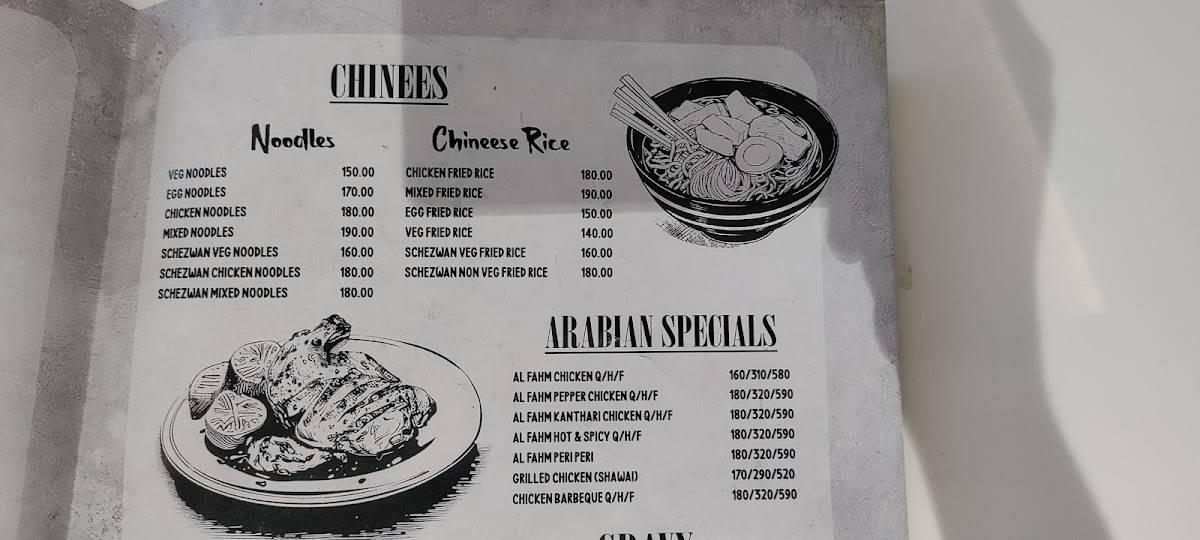 CHINEES
Noodles
VEG NOODLES 150.00
EGG NOODLES 170.00
CHICKEN NOODLES 180.00
MIXED NOODLES 190.00
SCHEZWAN VEG NOODLES 160.00
SCHEZWAN CHICKEN NOODLES 180.00
SCHEZWAN MIXED NOODLES 180.00
Chineese Rice
CHICKEN FRIED RICE 180.00
MIXED FRIED RICE 190.00
EGG FRIED RICE 150.00
VEG FRIED RICE 140.00
SCHEZWAN VEG FRIED RICE 160.00
SCHEZWAN NON VEG FRIED RICE 180.00
ARABIAN SPECIALS
AL FAHM CHICKEN Q/H/F 160/310/580
AL FAHM PEPPER CHICKEN Q/H/F 180/320/590
AL FAHM KANTHARI CHICKEN Q/H/F 180/320/590
AL FAHM HOT & SPICY Q/H/F 180/320/590
AL FAHM PERI PERI 180/320/590
GRILLED CHICKEN (SHAWAI) 170/290/520
CHICKEN BARBEQUE Q/H/F 180/320/590
GRAVY